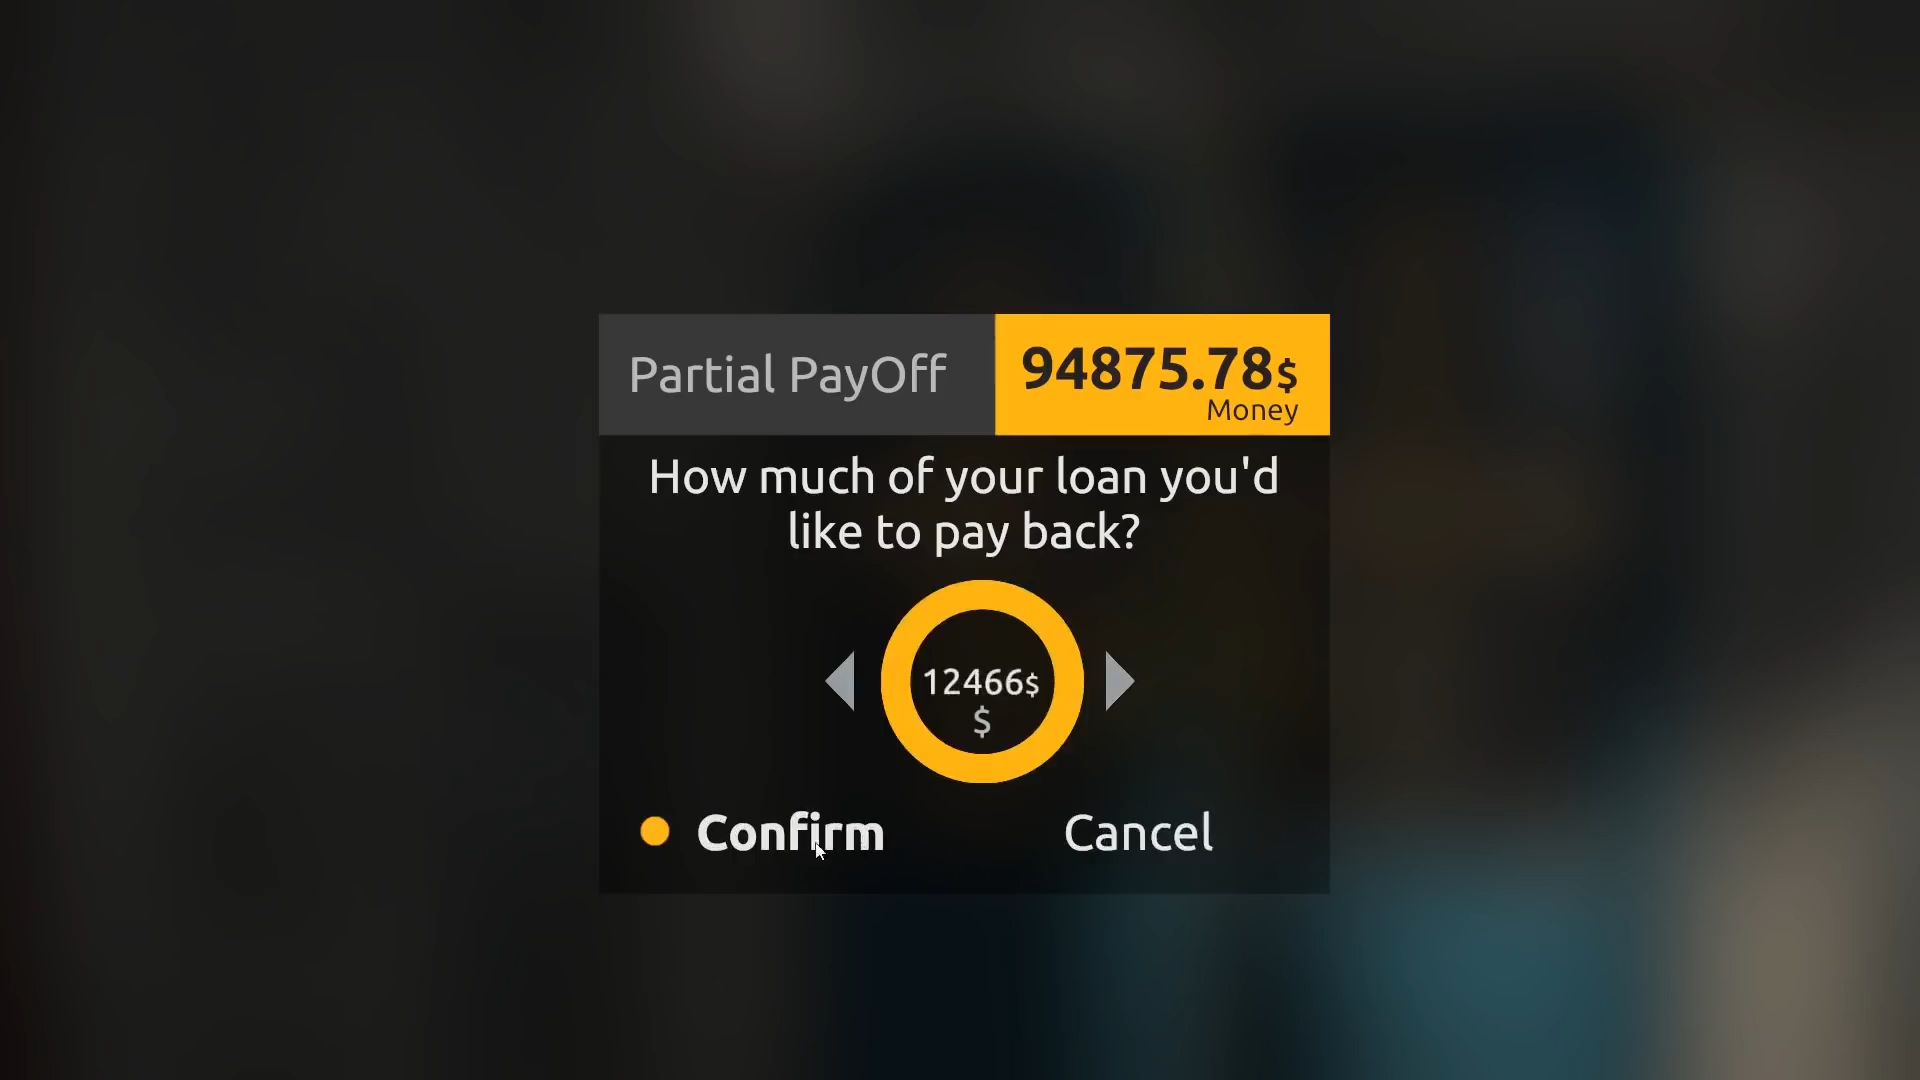 Partial PayOff
94875.78$
Money
How much of your loan you'd
like to pay back?
12466$
$
Confirm
Cancel